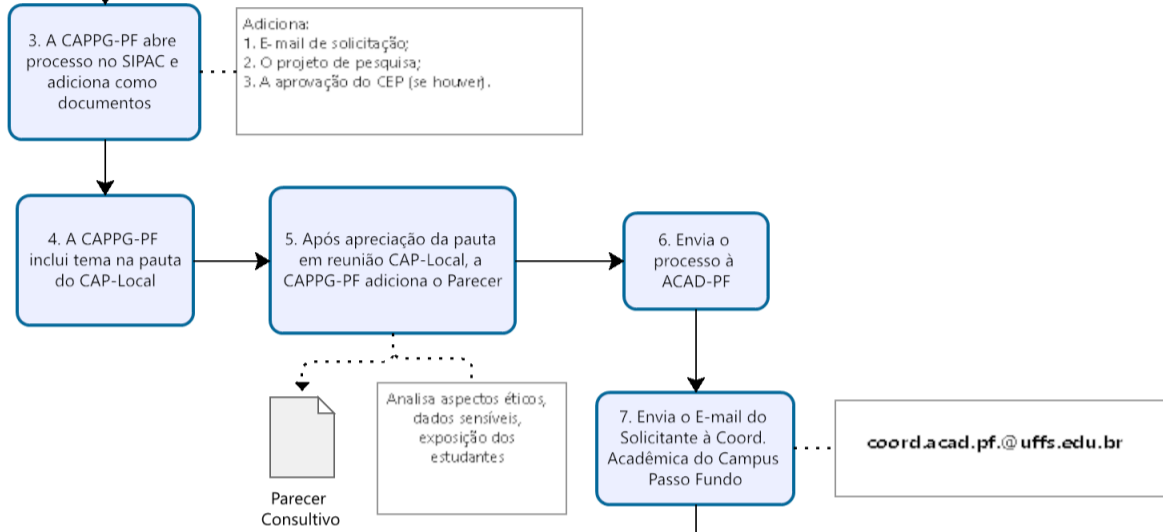 3. A CAPPG-PF abre
processo no SIPAC e
adiciona como
documentos
Adiciona:
1. E-mail de solicitação;
2. O projeto de pesquisa;
3. A aprovação do CEP (se houver).
4. A CAPPG-PF
inclui tema na pauta
do CAP-Local
5. Após apreciação da pauta
em reunião CAP-Local, a
CAPPG-PF adiciona o Parecer
6. Envia o
processo à
ACAD-PF
Parecer
Consultivo
Analisa aspectos éticos,
dados sensíveis,
exposição dos
estudantes
7. Envia o E-mail do
Solicitante à Coord.
Acadêmica do Campus
Passo Fundo
coord.acad.pf.@uffs.edu.br